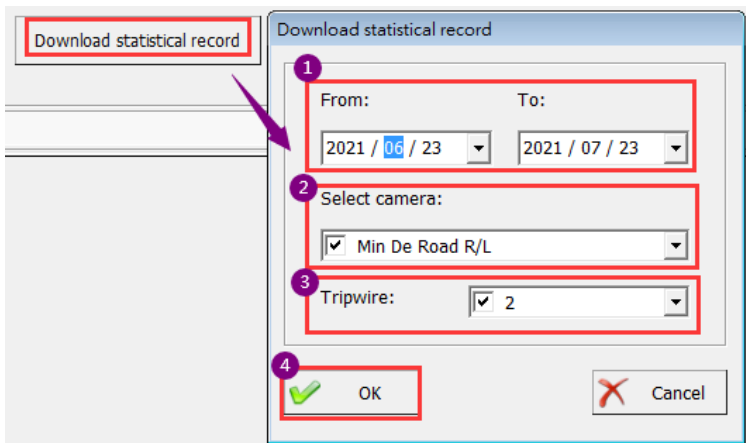 Download statistical record
Download statistical record
1
From: To:
2021 / 06 / 23 2021 / 07 / 23
2
Select camera:
Min De Road R/L
3
Tripwire: 2
4
OK Cancel